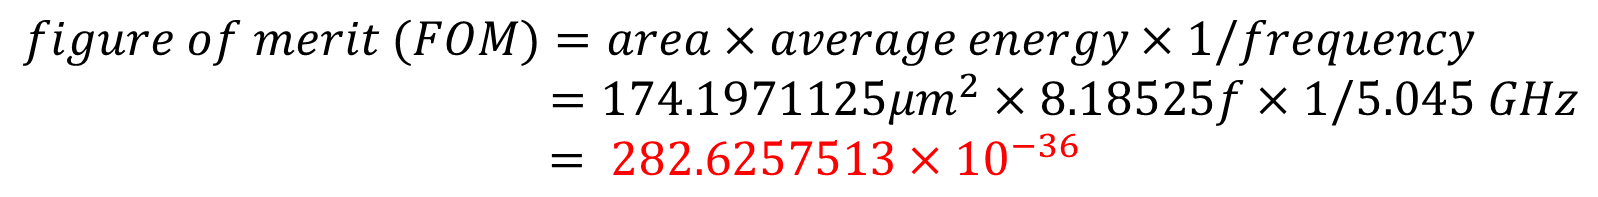 figure of merit (FOM) = area × average energy × 1/frequency
= 174.1971125μm² × 8.18525f × 1/5.045 GHz
= 282.6257513 × 10⁻³⁶